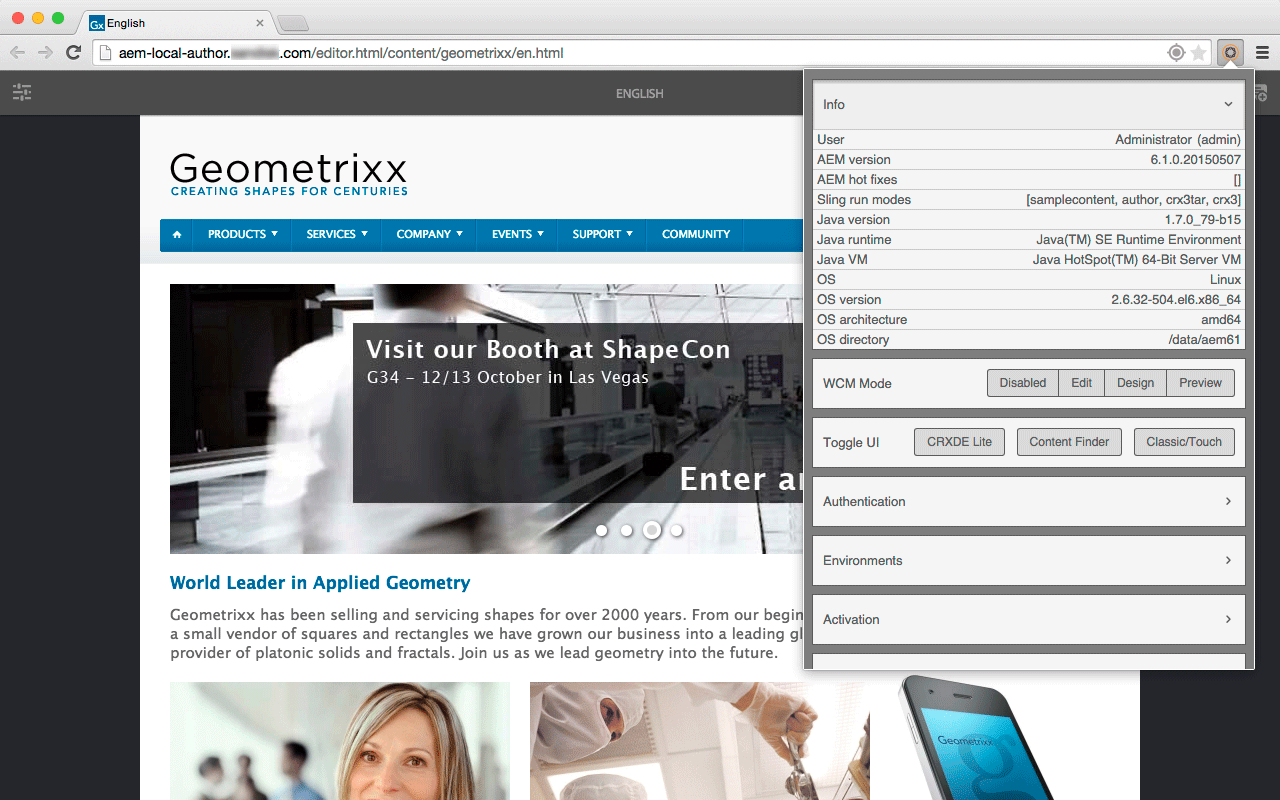 Gx English
aem-local-author. .com/editor.html/content/geometrixx/en.html
ENGLISH
Geometrixx
CREATING SHAPES FOR CENTURIES
PRODUCTS SERVICES COMPANY EVENTS SUPPORT COMMUNITY
Visit our Booth at ShapeCon
G34 - 12/13 October in Las Vegas
Enter
World Leader in Applied Geometry
Geometrixx has been selling and servicing shapes for over 2000 years. From our
a small vendor of squares and rectangles we have grown our business into a leading
provider of platonic solids and fractals. Join us as we lead geometry into the future.
Geometrixx
Info
User Administrator (admin)
AEM version 6.1.0.20150507
AEM hot fixes []
Sling run modes [samplecontent, author, crx3tar, crx3]
Java version 1.7.0_79-b15
Java runtime Java(TM) SE Runtime Environment
Java VM Java HotSpot(TM) 64-Bit Server VM
OS Linux
OS version 2.6.32-504.el6.x86_64
OS architecture amd64
OS directory /data/aem61
WCM Mode Disabled Edit Design Preview
Toggle UI CRXDE Lite Content Finder Classic/Touch
Authentication
Environments
Activation